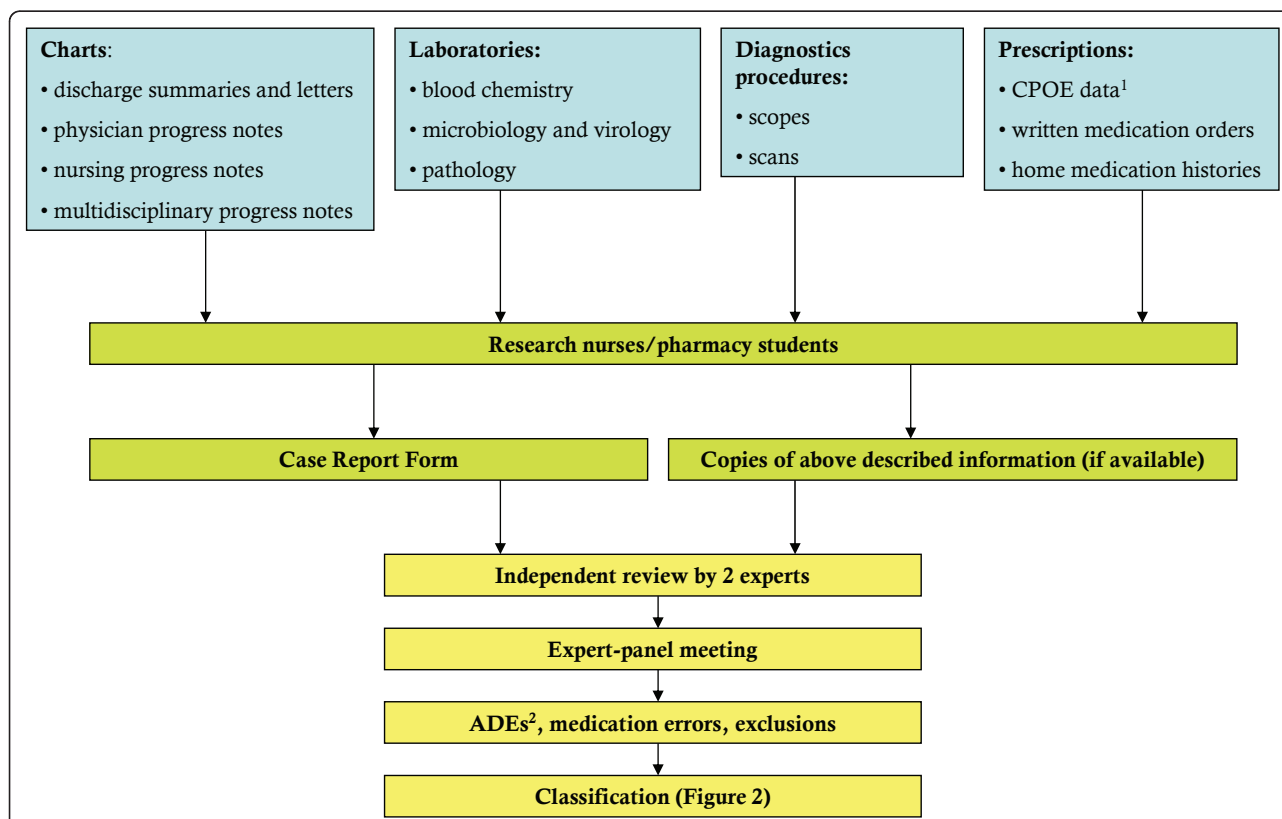 Charts:
• discharge summaries and letters
• physician progress notes
• nursing progress notes
• multidisciplinary progress notes
Laboratories:
• blood chemistry
• microbiology and virology
• pathology
Diagnostics
procedures:
• scopes
• scans
Prescriptions:
• CPOE data¹
• written medication orders
• home medication histories
Research nurses/pharmacy students
Case Report Form
Copies of above described information (if available)
Independent review by 2 experts
Expert-panel meeting
ADEs², medication errors, exclusions
Classification (Figure 2)